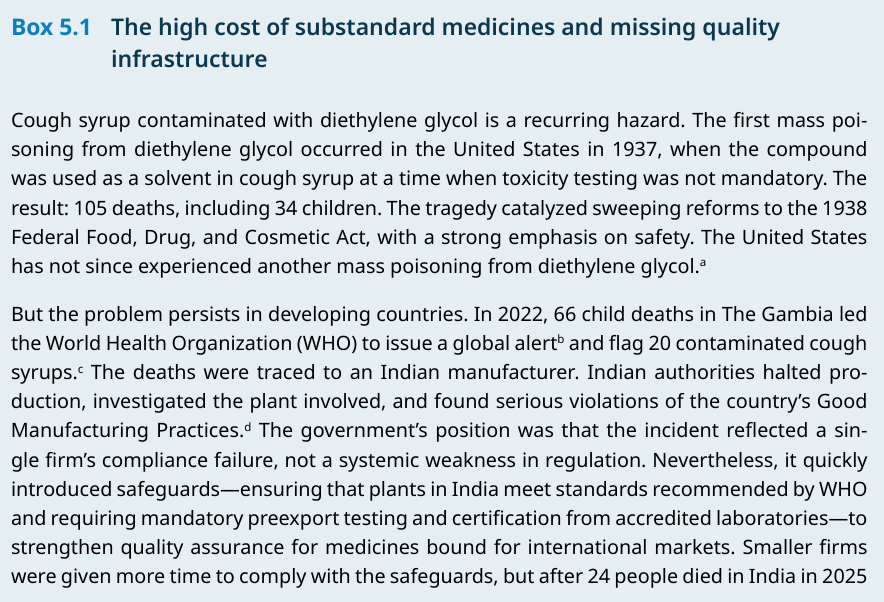 Box 5.1 The high cost of substandard medicines and missing quality
infrastructure
Cough syrup contaminated with diethylene glycol is a recurring hazard. The first mass poi-
soning from diethylene glycol occurred in the United States in 1937, when the compound
was used as a solvent in cough syrup at a time when toxicity testing was not mandatory. The
result: 105 deaths, including 34 children. The tragedy catalyzed sweeping reforms to the 1938
Federal Food, Drug, and Cosmetic Act, with a strong emphasis on safety. The United States
has not since experienced another mass poisoning from diethylene glycol.ᵃ
But the problem persists in developing countries. In 2022, 66 child deaths in The Gambia led
the World Health Organization (WHO) to issue a global alertᵇ and flag 20 contaminated cough
syrups.ᶜ The deaths were traced to an Indian manufacturer. Indian authorities halted pro-
duction, investigated the plant involved, and found serious violations of the country’s Good
Manufacturing Practices.ᵈ The government’s position was that the incident reflected a sin-
gle firm’s compliance failure, not a systemic weakness in regulation. Nevertheless, it quickly
introduced safeguards—ensuring that plants in India meet standards recommended by WHO
and requiring mandatory preexport testing and certification from accredited laboratories—to
strengthen quality assurance for medicines bound for international markets. Smaller firms
were given more time to comply with the safeguards, but after 24 people died in India in 2025